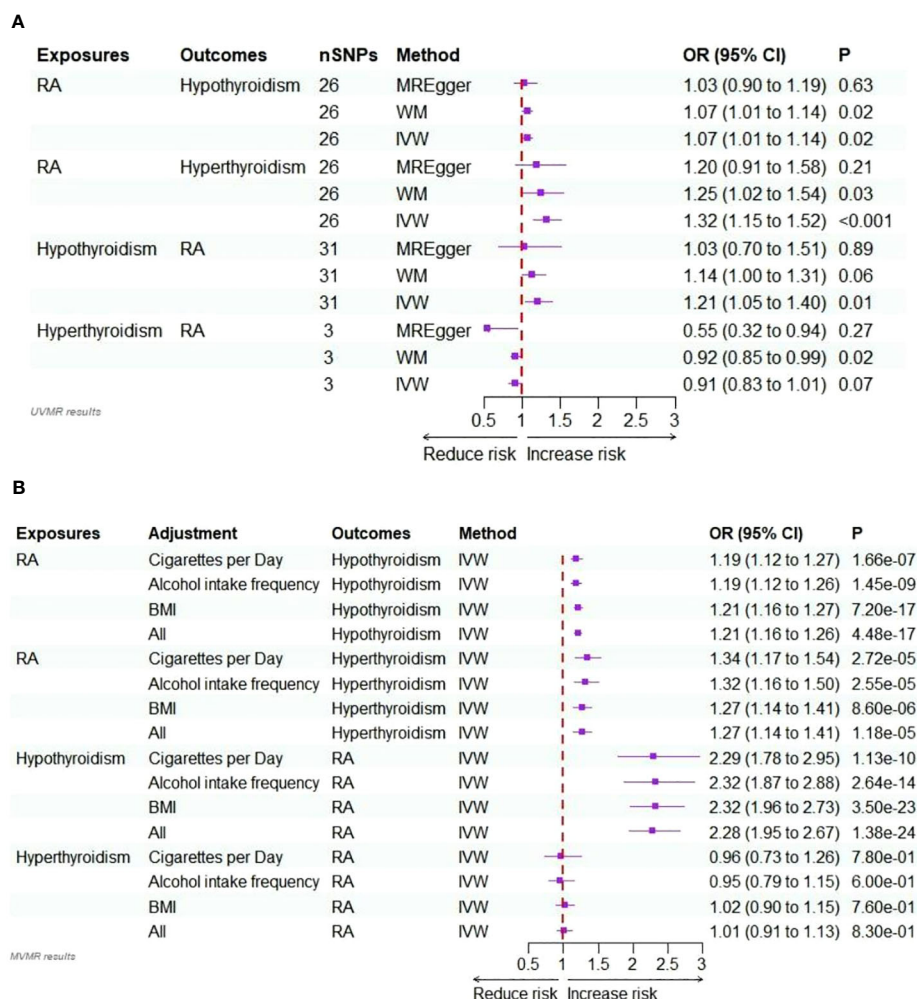 A
Exposures Outcomes nSNPs Method OR (95% CI) P
RA Hypothyroidism 26 MREgger 1.03 (0.90 to 1.19) 0.63
26 WM 1.07 (1.01 to 1.14) 0.02
26 IVW 1.07 (1.01 to 1.14) 0.02
RA Hyperthyroidism 26 MREgger 1.20 (0.91 to 1.58) 0.21
26 WM 1.25 (1.02 to 1.54) 0.03
26 IVW 1.32 (1.15 to 1.52) <0.001
Hypothyroidism RA 31 MREgger 1.03 (0.70 to 1.51) 0.89
31 WM 1.14 (1.00 to 1.31) 0.06
31 IVW 1.21 (1.05 to 1.40) 0.01
Hyperthyroidism RA 3 MREgger 0.55 (0.32 to 0.94) 0.27
3 WM 0.92 (0.85 to 0.99) 0.02
3 IVW 0.91 (0.83 to 1.01) 0.07
UVMR results
0.5 1 1.5 2 2.5 3
Reduce risk Increase risk
B
Exposures Adjustment Outcomes Method OR (95% CI) P
RA Cigarettes per Day Hypothyroidism IVW 1.19 (1.12 to 1.27) 1.66e-07
Alcohol intake frequency Hypothyroidism IVW 1.19 (1.12 to 1.26) 1.45e-09
BMI Hypothyroidism IVW 1.21 (1.16 to 1.27) 7.20e-17
All Hypothyroidism IVW 1.21 (1.16 to 1.26) 4.48e-17
RA Cigarettes per Day Hyperthyroidism IVW 1.34 (1.17 to 1.54) 2.72e-05
Alcohol intake frequency Hyperthyroidism IVW 1.32 (1.16 to 1.50) 2.55e-05
BMI Hyperthyroidism IVW 1.27 (1.14 to 1.41) 8.60e-06
All Hyperthyroidism IVW 1.27 (1.14 to 1.41) 1.18e-05
Hypothyroidism Cigarettes per Day RA IVW 2.29 (1.78 to 2.95) 1.13e-10
Alcohol intake frequency RA IVW 2.32 (1.87 to 2.88) 2.64e-14
BMI RA IVW 2.32 (1.96 to 2.73) 3.50e-23
All RA IVW 2.28 (1.95 to 2.67) 1.38e-24
Hyperthyroidism Cigarettes per Day RA IVW 0.96 (0.73 to 1.26) 7.80e-01
Alcohol intake frequency RA IVW 0.95 (0.79 to 1.15) 6.00e-01
BMI RA IVW 1.02 (0.90 to 1.15) 7.60e-01
All RA IVW 1.01 (0.91 to 1.13) 8.30e-01
MVMR results
0.5 1 1.5 2 2.5 3
Reduce risk Increase risk